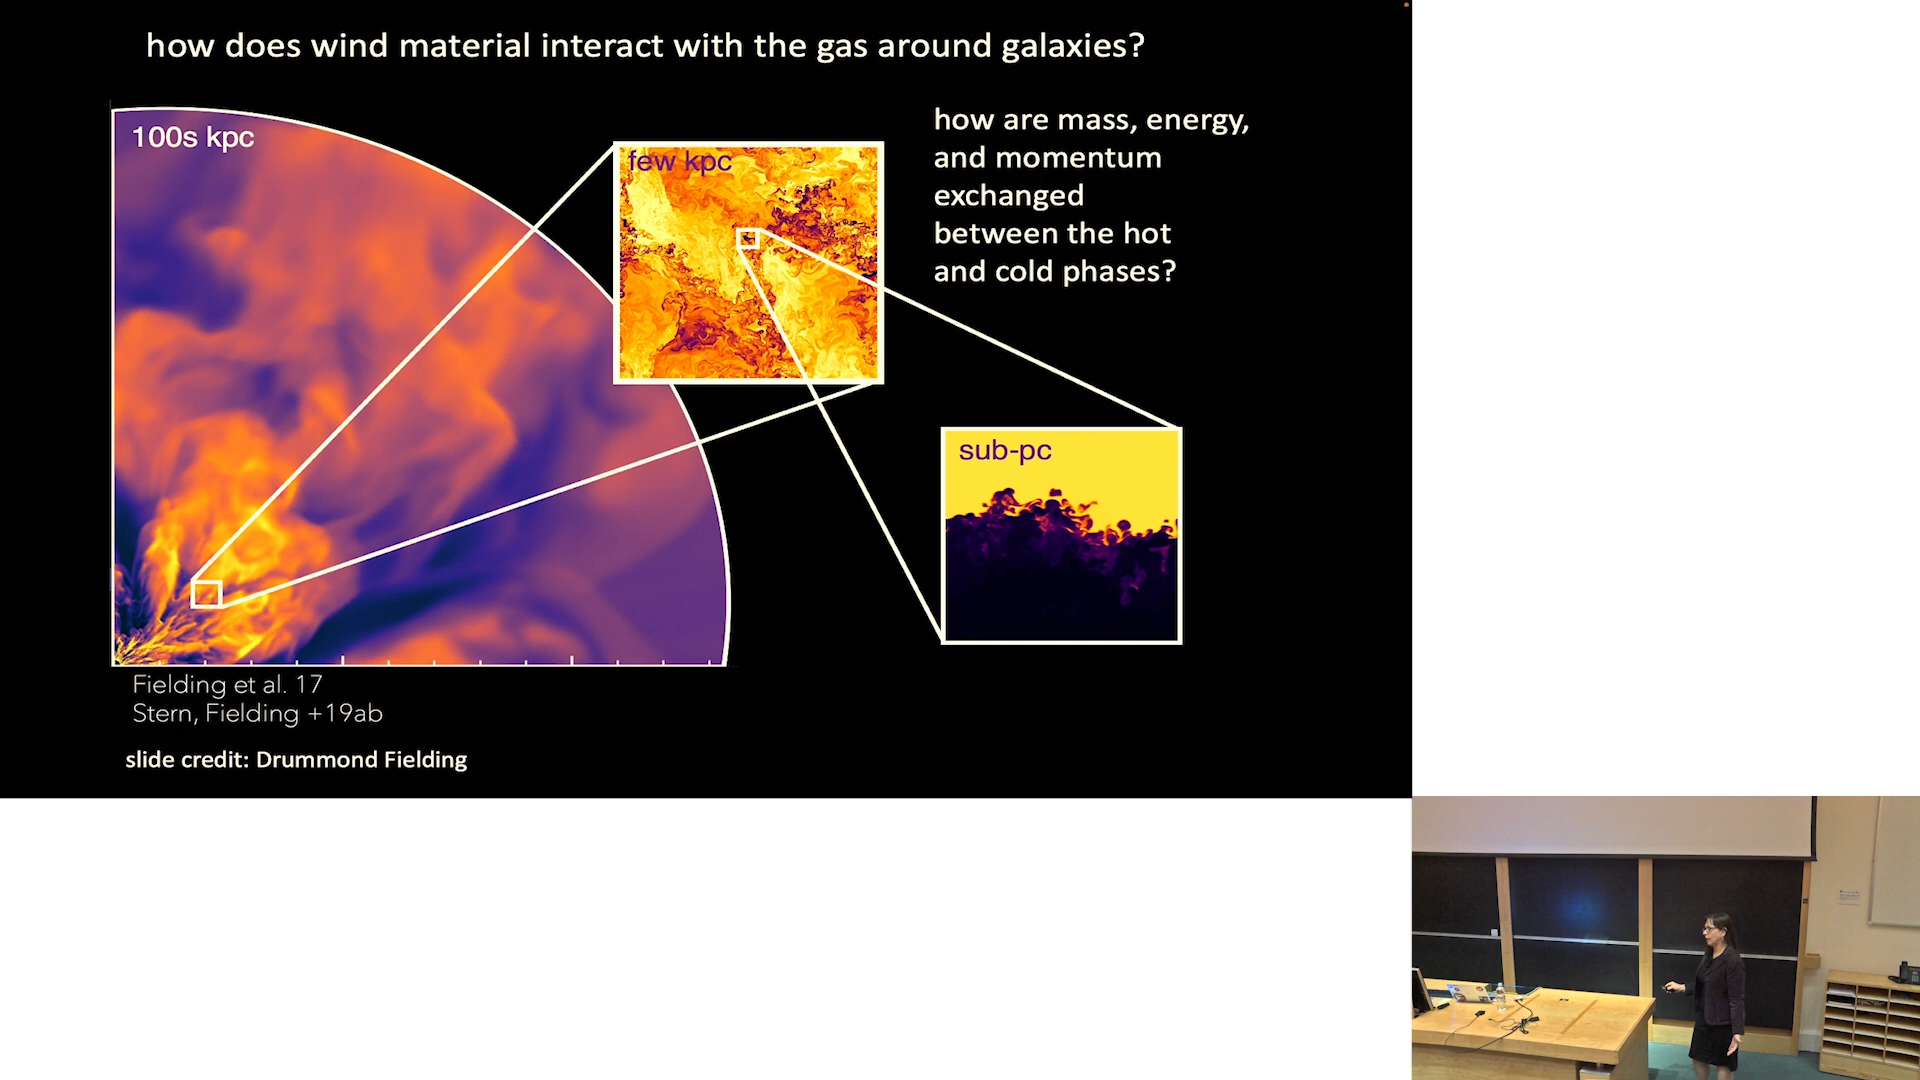 how does wind material interact with the gas around galaxies?
100s kpc
few kpc
how are mass, energy,
and momentum
exchanged
between the hot
and cold phases?
sub-pc
Fielding et al. 17
Stern, Fielding +19ab
slide credit: Drummond Fielding